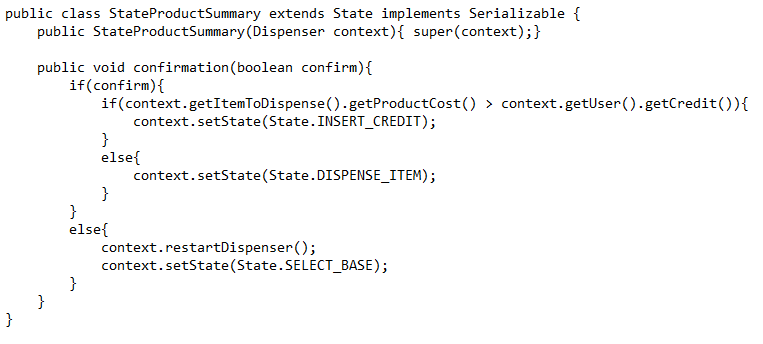 public class StateProductSummary extends State implements Serializable {
    public StateProductSummary(Dispenser context){ super(context);}

    public void confirmation(boolean confirm){
        if(confirm){
            if(context.getItemToDispense().getProductCost() > context.getUser().getCredit()){
                context.setState(State.INSERT_CREDIT);
            }
            else{
                context.setState(State.DISPENSE_ITEM);
            }
        }
        else{
            context.restartDispenser();
            context.setState(State.SELECT_BASE);
        }
    }
}